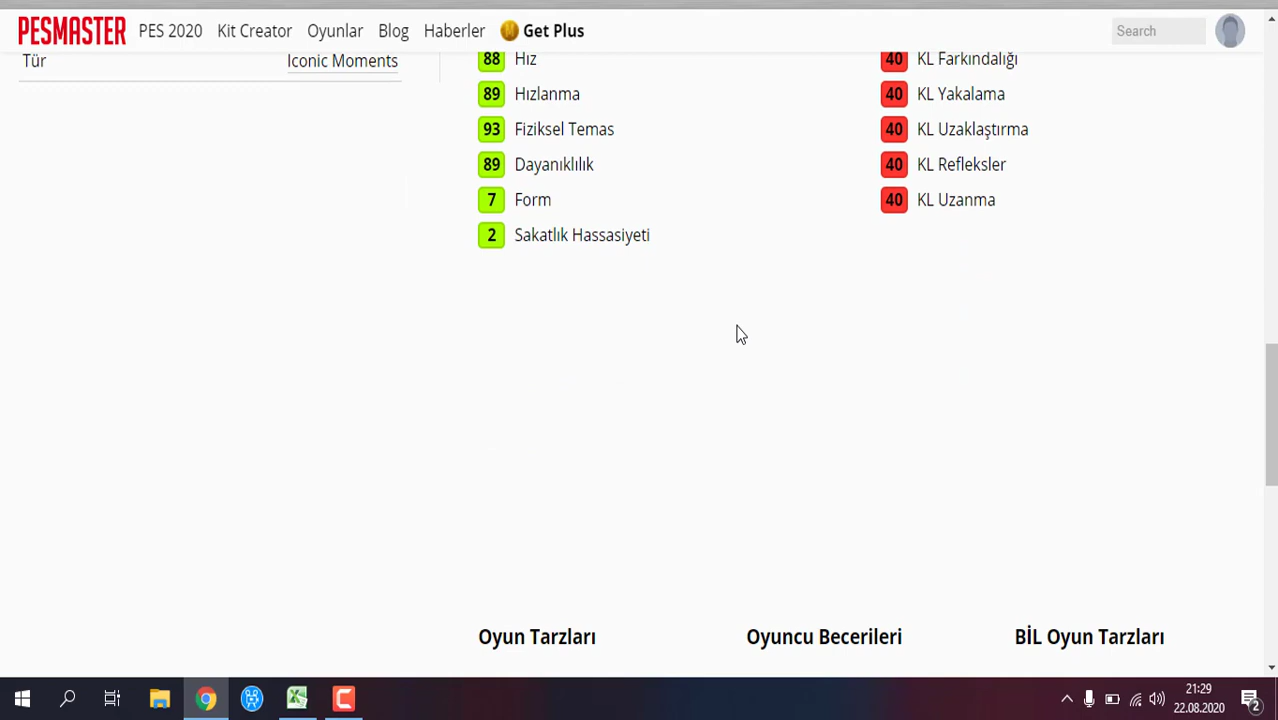 PESMASTER PES 2020 Kit Creator Oyunlar Blog Haberler Get Plus Search
Tür Iconic Moments
88 Hız
89 Hızlanma
93 Fiziksel Temas
89 Dayanıklılık
7 Form
2 Sakatlık Hassasiyeti
40 KL Farkındalığı
40 KL Yakalama
40 KL Uzaklaştırma
40 KL Refleksler
40 KL Uzanma
Oyun Tarzları Oyuncu Becerileri BİL Oyun Tarzları
21:29
22.08.2020
2